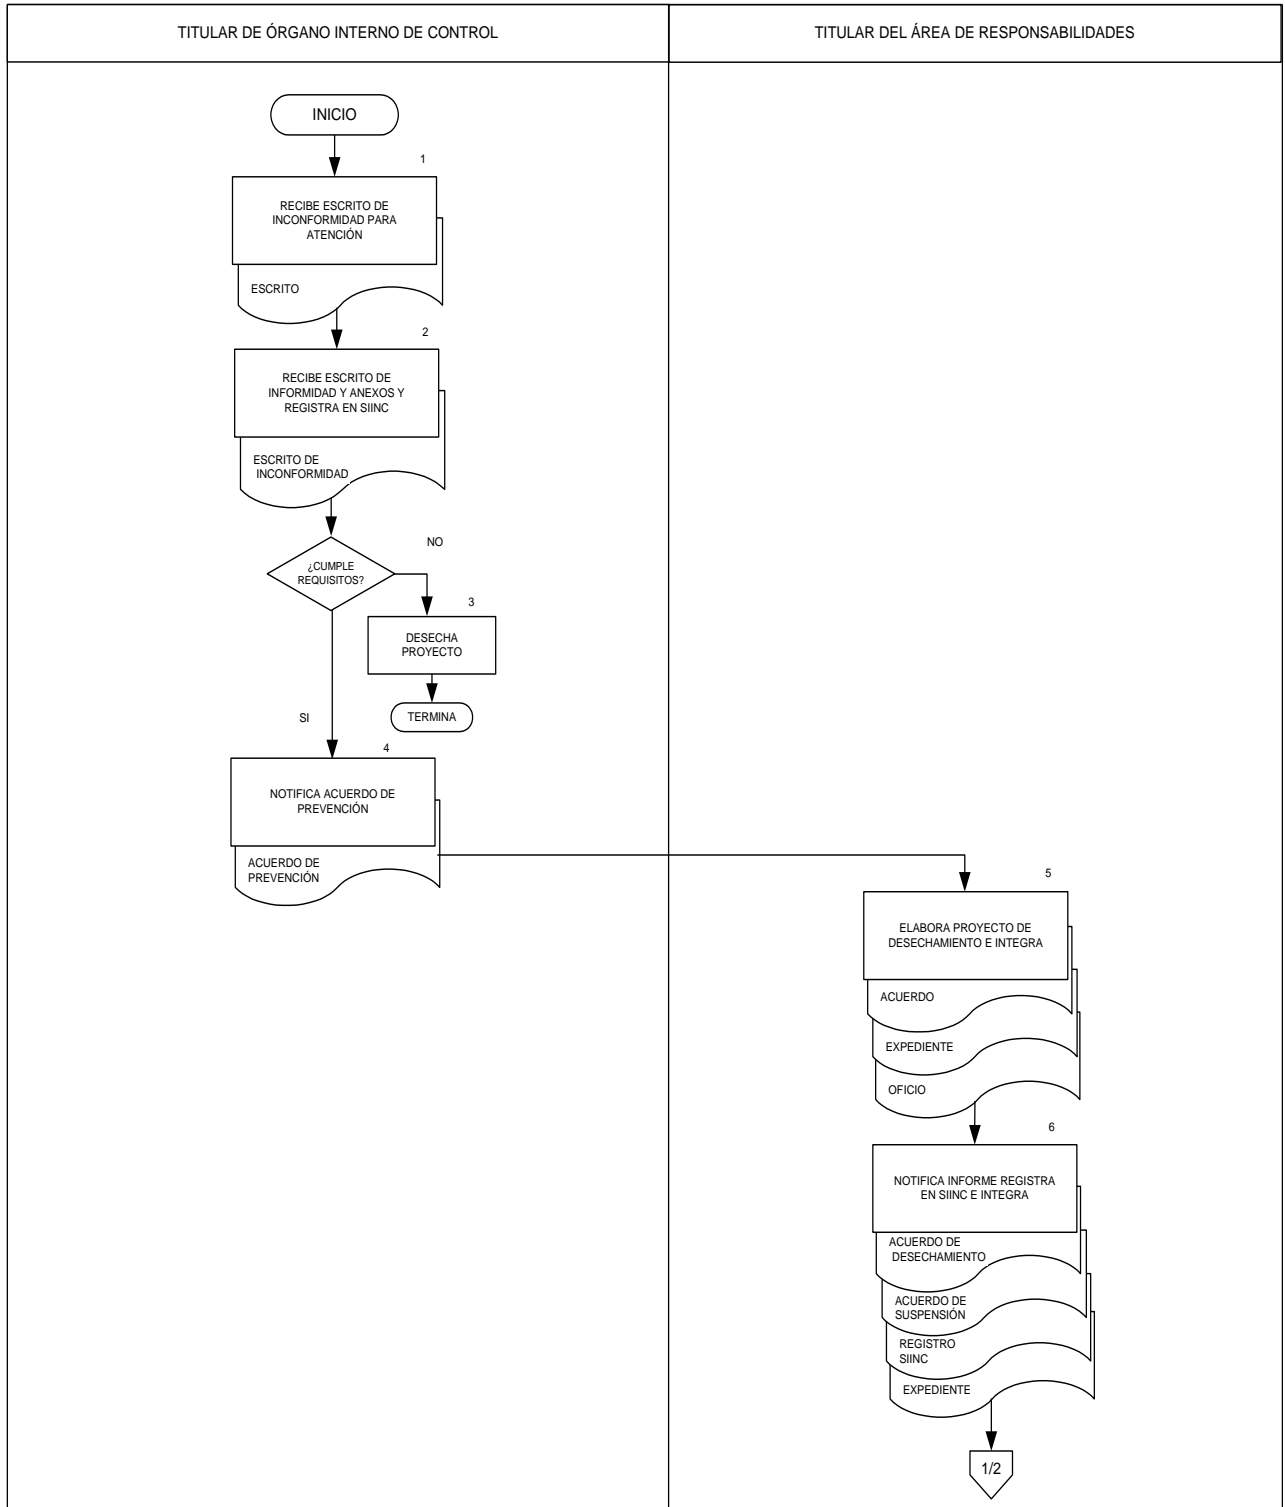 TITULAR DE ÓRGANO INTERNO DE CONTROL
TITULAR DEL ÁREA DE RESPONSABILIDADES
INICIO
1
RECIBE ESCRITO DE
INCONFORMIDAD PARA
ATENCIÓN
ESCRITO
2
RECIBE ESCRITO DE
INFORMIDAD Y ANEXOS Y
REGISTRA EN SIINC
ESCRITO DE
INCONFORMIDAD
¿CUMPLE
REQUISITOS?
NO
3
DESECHA
PROYECTO
TERMINA
SI
4
NOTIFICA ACUERDO DE
PREVENCIÓN
ACUERDO DE
PREVENCIÓN
5
ELABORA PROYECTO DE
DESECHAMIENTO E INTEGRA
ACUERDO
EXPEDIENTE
OFICIO
6
NOTIFICA INFORME REGISTRA
EN SIINC E INTEGRA
ACUERDO DE
DESECHAMIENTO
ACUERDO DE
SUSPENSIÓN
REGISTRO
SIINC
EXPEDIENTE
1/2